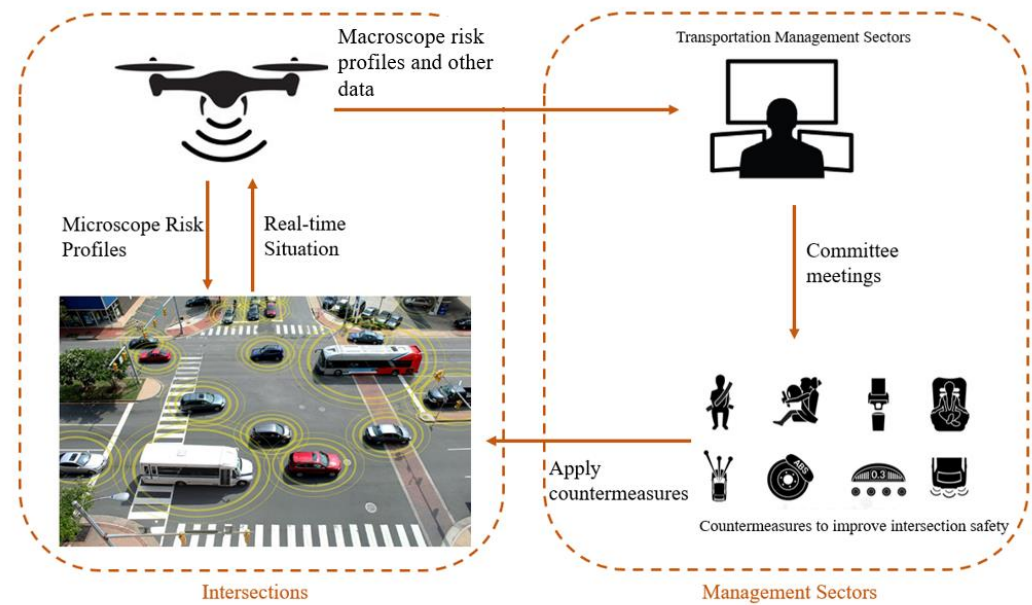 Macroscope risk
profiles and other
data
Transportation Management Sectors
Microscope Risk
Profiles
Real-time
Situation
Committee
meetings
ABS
0.3
Apply
countermeasures
Countermeasures to improve intersection safety
Intersections
Management Sectors